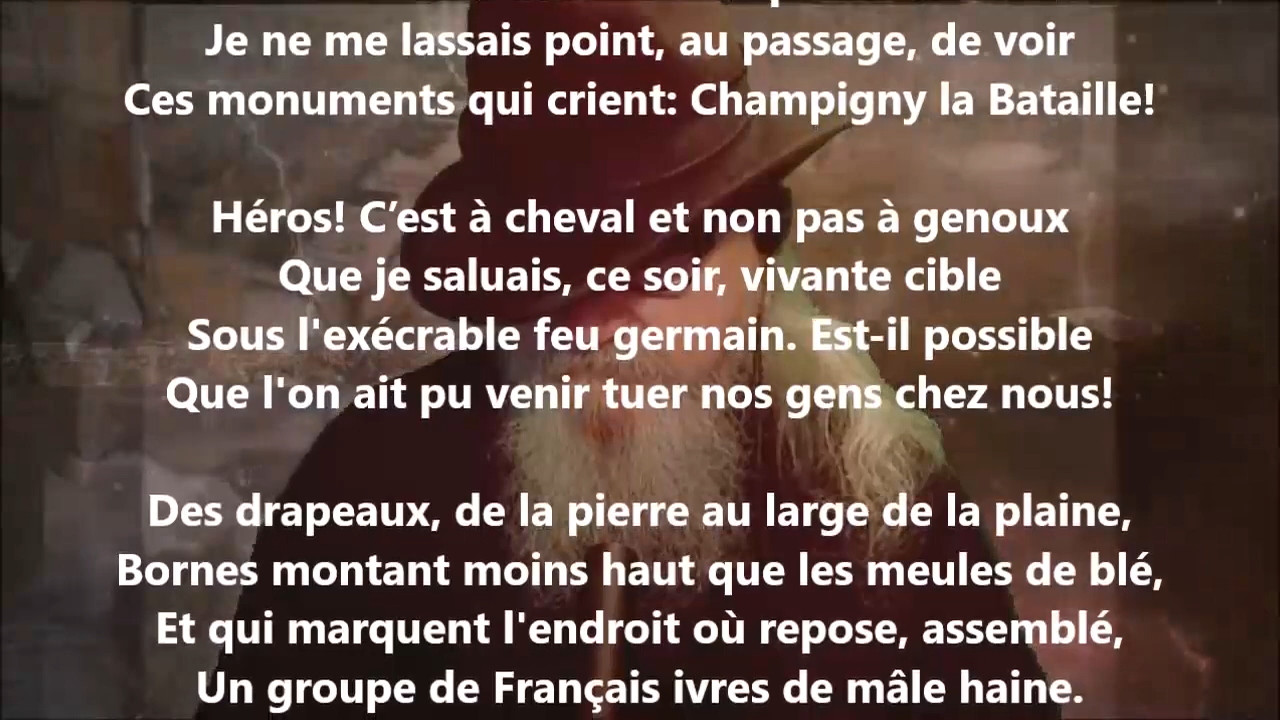 Je ne me lassais point, au passage, de voir
Ces monuments qui crient: Champigny la Bataille!
Héros! C’est à cheval et non pas à genoux
Que je saluais, ce soir, vivante cible
Sous l'exécrable feu germain. Est-il possible
Que l'on ait pu venir tuer nos gens chez nous!
Des drapeaux, de la pierre au large de la plaine,
Bornes montant moins haut que les meules de blé,
Et qui marquent l'endroit où repose, assemblé,
Un groupe de Français ivres de mâle haine.